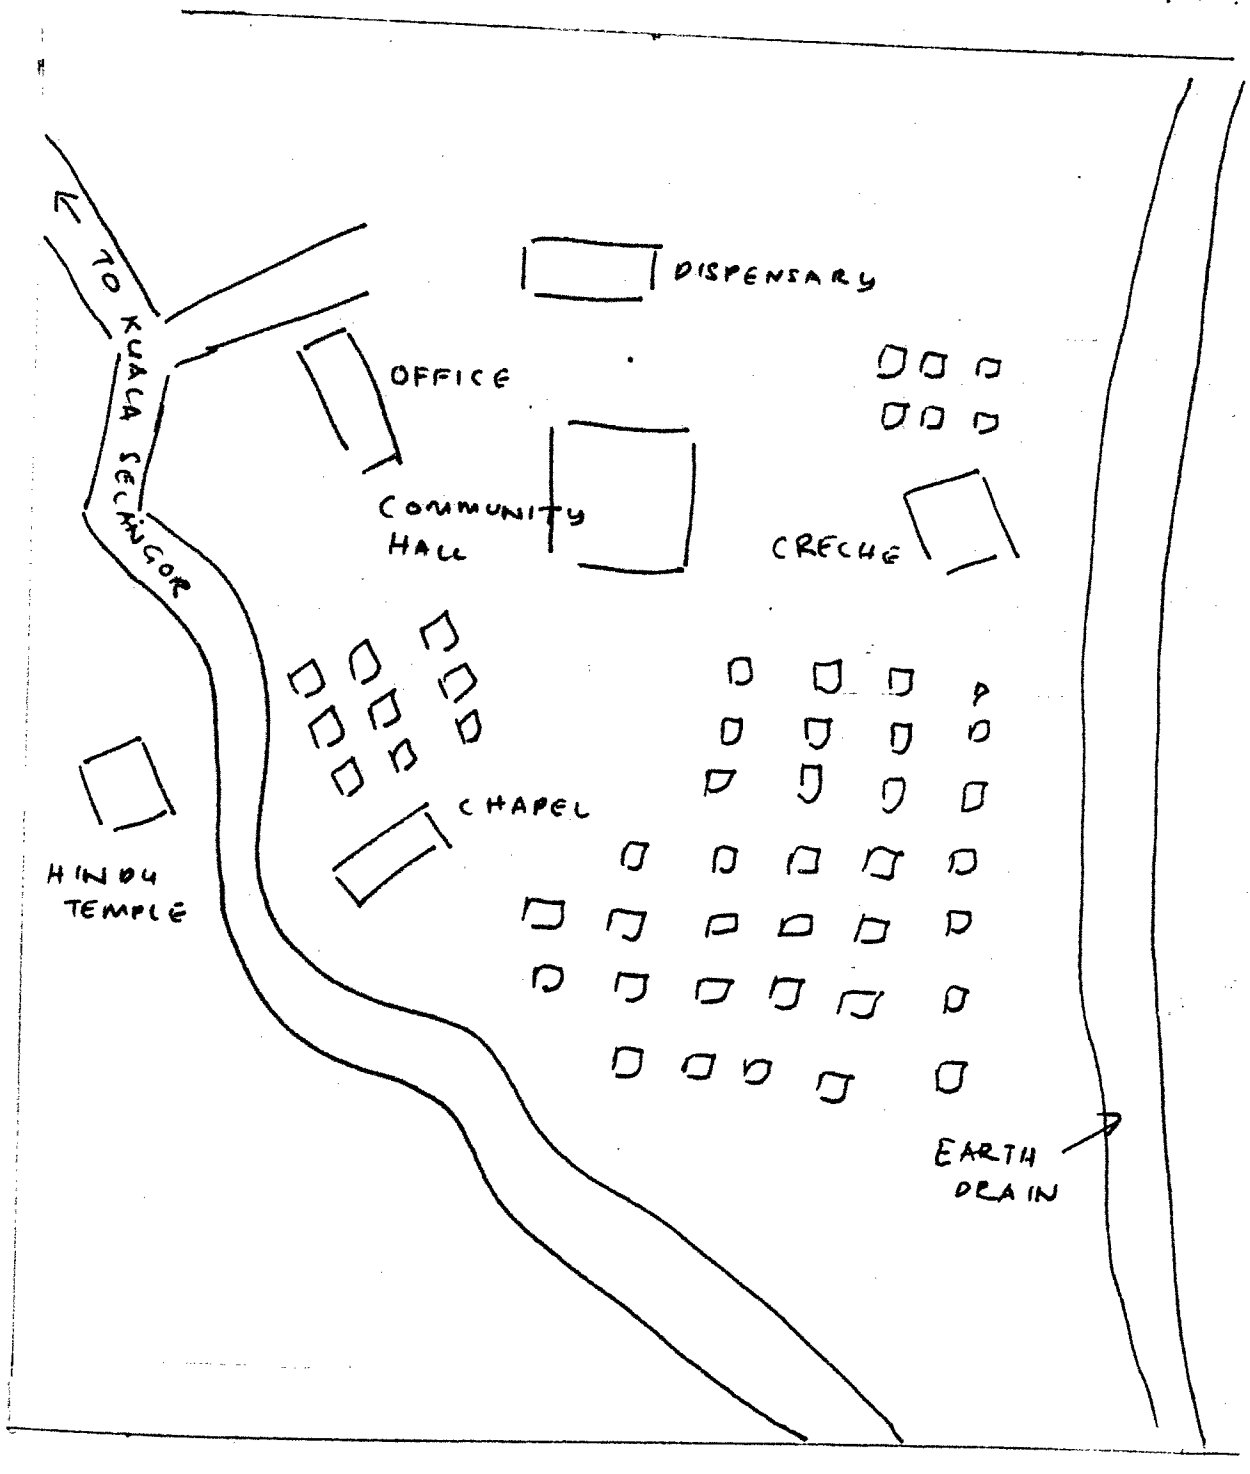 ← TO KUALA SELANGOR
DISPENSARY
OFFICE
COMMUNITY
HALL
CRECHE
CHAPEL
HINDU
TEMPLE
EARTH
DRAIN